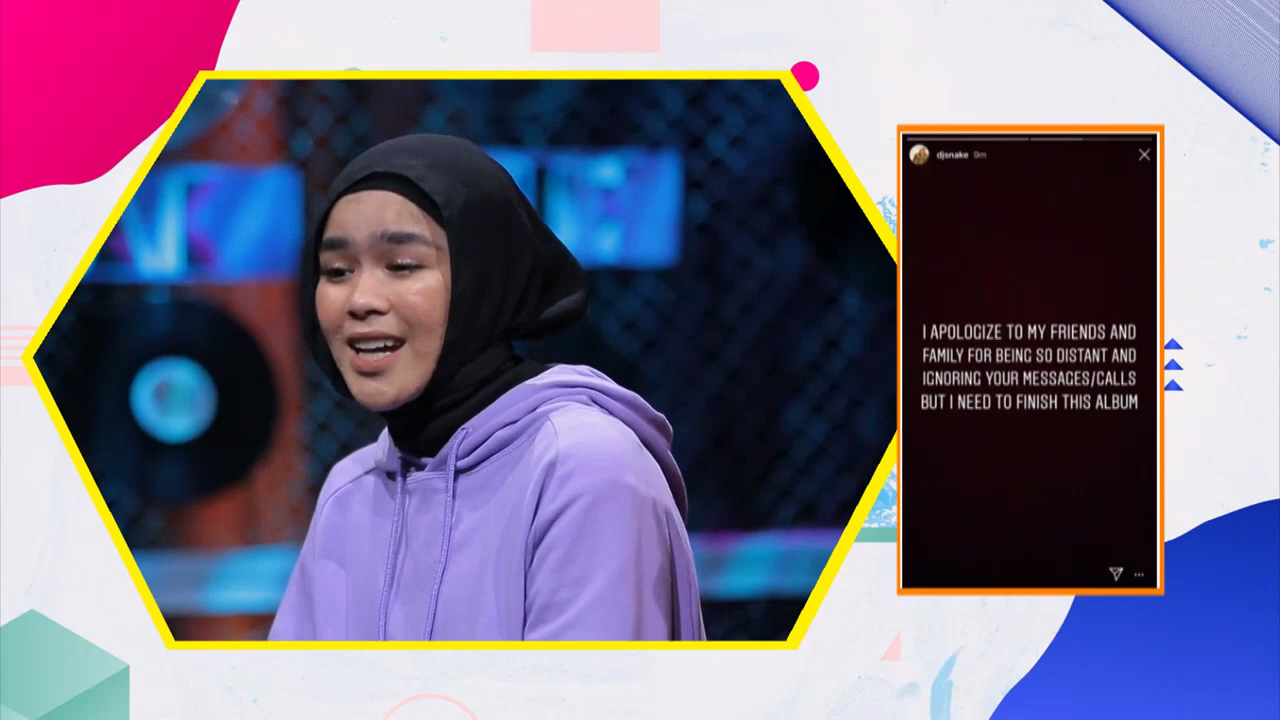 djsnake 9m
I APOLOGIZE TO MY FRIENDS AND
FAMILY FOR BEING SO DISTANT AND
IGNORING YOUR MESSAGES/CALLS
BUT I NEED TO FINISH THIS ALBUM